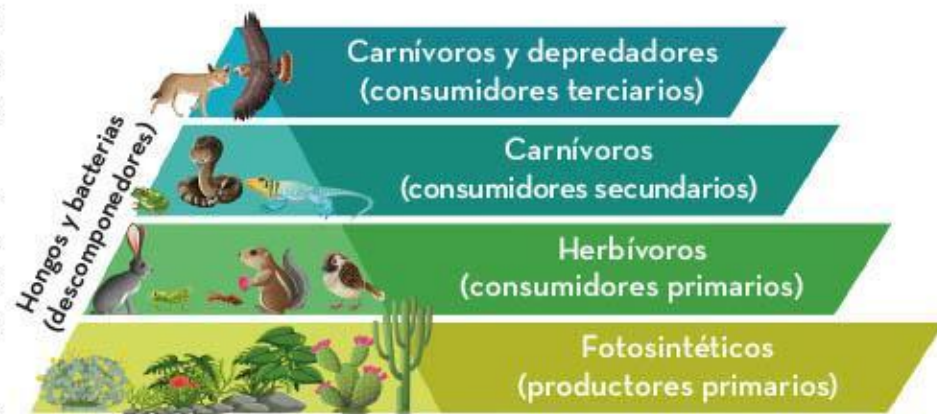 Carnívoros y depredadores
(consumidores terciarios)
Carnívoros
(consumidores secundarios)
Herbívoros
(consumidores primarios)
Fotosintéticos
(productores primarios)
Hongos y bacterias
(descomponedores)